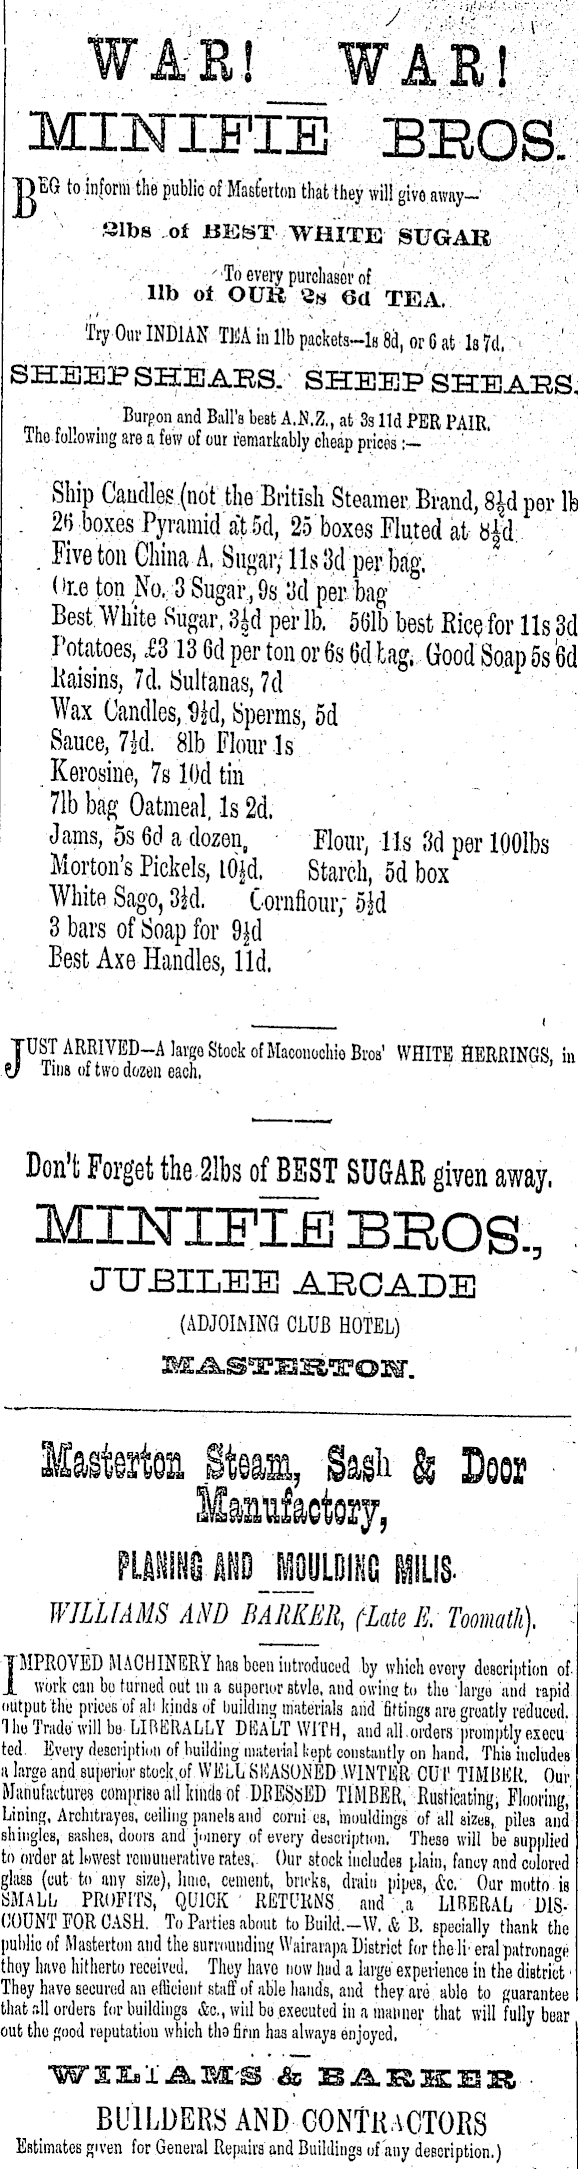 WAR! WAR!
MINIFIE BROS.
BEG to inform the public of Masterton that they will give away—
2lbs of BEST WHITE SUGAR
To every purchaser of
1lb of OUR 2s 6d TEA.
Try Our INDIAN TEA in 1lb packets—1s 8d, or 6 at 1s 7d.
SHEEP SHEARS. SHEEP SHEARS.
Burgon and Ball's best A.N.Z., at 3s 11d PER PAIR.
The following are a few of our remarkably cheap prices :—
Ship Candles (not the British Steamer Brand, 8½d per lb
26 boxes Pyramid at 5d, 25 boxes Fluted at 8½d
Five ton China A, Sugar, 11s 3d per bag.
One ton No. 3 Sugar, 9s 3d per bag
Best White Sugar, 3½d per lb. 56lb best Rice for 11s 3d
Potatoes, £3 13 6d per ton or 6s 6d bag. Good Soap 5s 6d
Raisins, 7d. Sultanas, 7d
Wax Candles, 9½d, Sperms, 5d
Sauce, 7½d. 8lb Flour 1s
Kerosine, 7s 10d tin
7lb bag Oatmeal, 1s 2d.
Jams, 5s 6d a dozen, Flour, 11s 3d per 100lbs
Morton's Pickels, 10½d. Starch, 5d box
White Sago, 3½d. Cornflour, 5½d
3 bars of Soap for 9½d
Best Axe Handles, 11d.
JUST ARRIVED—A large Stock of Maconochie Bros' WHITE HERRINGS, in
Tins of two dozen each.
Don't Forget the 2lbs of BEST SUGAR given away.
MINIFIE BROS.,
JUBILEE ARCADE
(ADJOINING CLUB HOTEL)
MASTERTON.
Masterton Steam, Sash & Door
Manufactory,
PLANING AND MOULDING MILLS.
WILLIAMS AND BARKER, (Late E. Toomath).
IMPROVED MACHINERY has been introduced by which every description of
work can be turned out in a superior style, and owing to the large and rapid
output the prices of all kinds of building materials and fittings are greatly reduced.
The Trade will be LIBERALLY DEALT WITH, and all orders promptly execu
ted Every description of building material kept constantly on hand. This includes
a large and superior stock of WELL SEASONED WINTER CUT TIMBER. Our
Manufactures comprise all kinds of DRESSED TIMBER, Rusticating, Flooring,
Lining, Architrayes, ceiling panels and corni es, mouldings of all sizes, piles and
shingles, sashes, doors and joinery of every description. These will be supplied
to order at lowest remunerative rates. Our stock includes plain, fancy and colored
glass (cut to any size), lime, cement, bricks, drain pipes, &c. Our motto is
SMALL PROFITS, QUICK RETURNS and a LIBERAL DIS-
COUNT FOR CASH. To Parties about to Build.—W. & B. specially thank the
public of Masterton and the surrounding Wairarapa District for the li eral patronage
they have hitherto received. They have now had a large experience in the district
They have secured an efficient staff of able hands, and they are able to guarantee
that all orders for buildings &c., will be executed in a manner that will fully bear
out the good reputation which the firm has always enjoyed.
WILIAMS & BARKER
BUILDERS AND CONTRACTORS
Estimates given for General Repairs and Buildings of any description.)